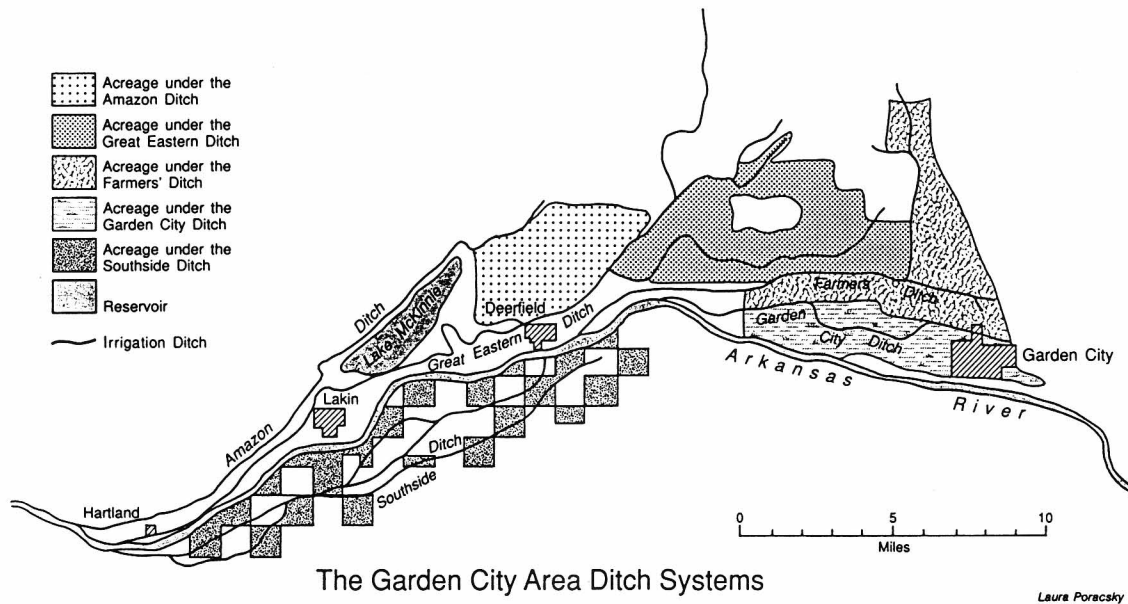 Acreage under the
Amazon Ditch
Acreage under the
Great Eastern Ditch
Acreage under the
Farmers' Ditch
Acreage under the
Garden City Ditch
Acreage under the
Southside Ditch
Reservoir
Irrigation Ditch
Ditch
Lake McKinnie
Deerfield
Ditch
Great Eastern
Farmers'
Ditch
Garden
City
Ditch
Garden City
Arkansas
River
Lakin
Amazon
Ditch
Southside
Hartland
0 5 10
Miles
The Garden City Area Ditch Systems
Laura Poracsky